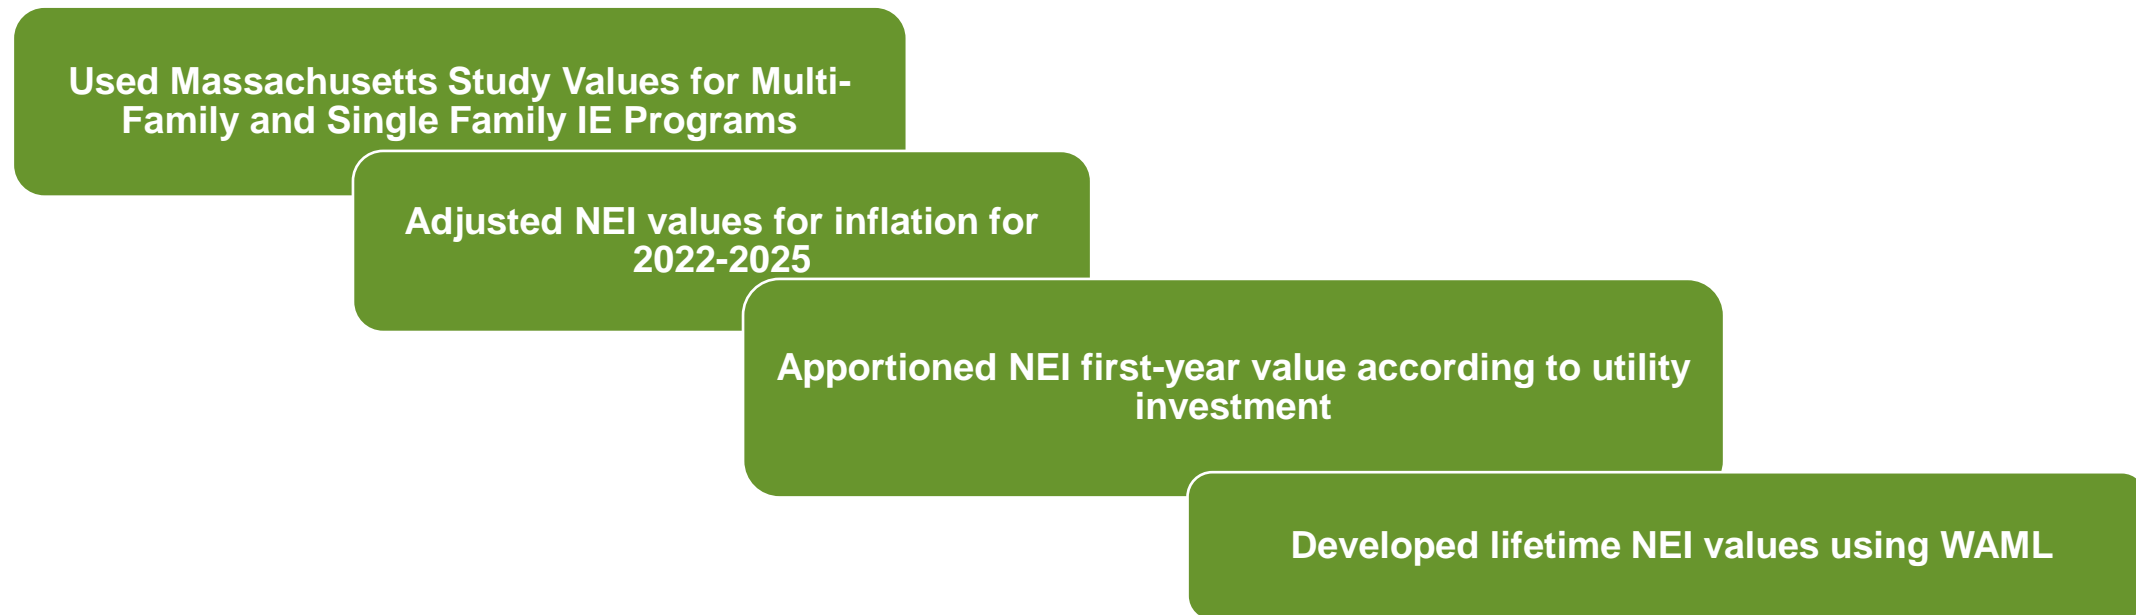 Used Massachusetts Study Values for Multi-
Family and Single Family IE Programs
Adjusted NEI values for inflation for
2022-2025
Apportioned NEI first-year value according to utility
investment
Developed lifetime NEI values using WAML